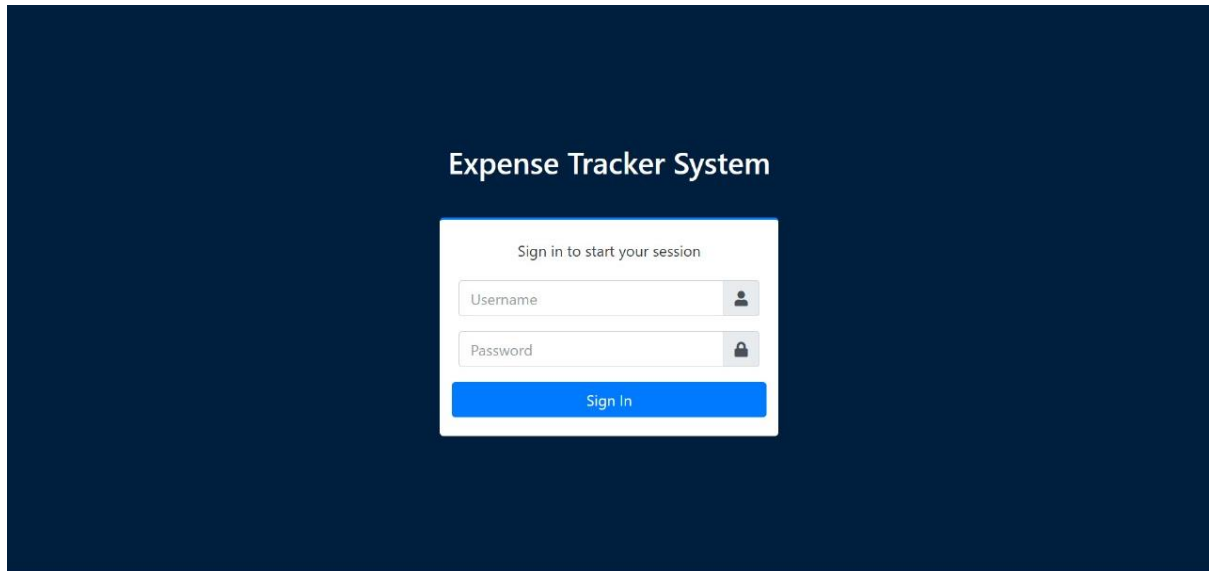 Expense Tracker System
Sign in to start your session
Username
Password
Sign In